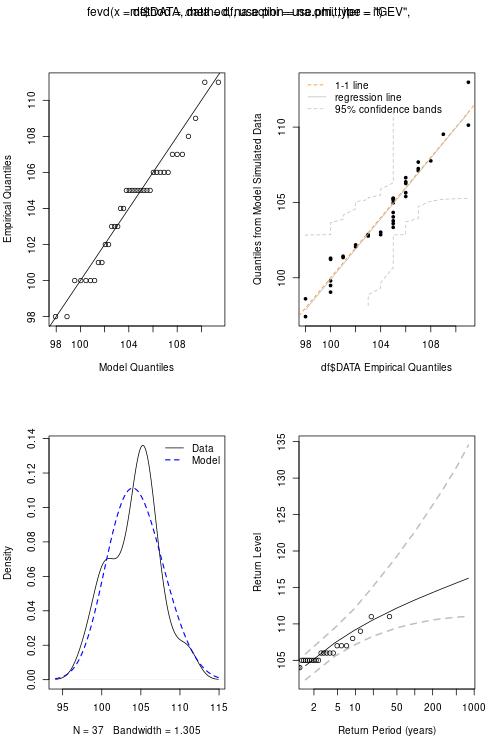 fevd(x = "GEV",
Empirical Quantiles
98 100 102 104 106 110
98 100 104 108
Model Quantiles
1-1 line
regression line
95% confidence bands
Quantiles from Model Simulated Data
100 105 110
98 100 104 108
df$DATA Empirical Quantiles
Data
Model
Density
0.00 0.02 0.04 0.06 0.08 0.10 0.12 0.14
95 100 105 110 115
N = 37 Bandwidth = 1.305
Return Level
105 110 115 120 125 130 135
2 5 10 50 200 1000
Return Period (years)